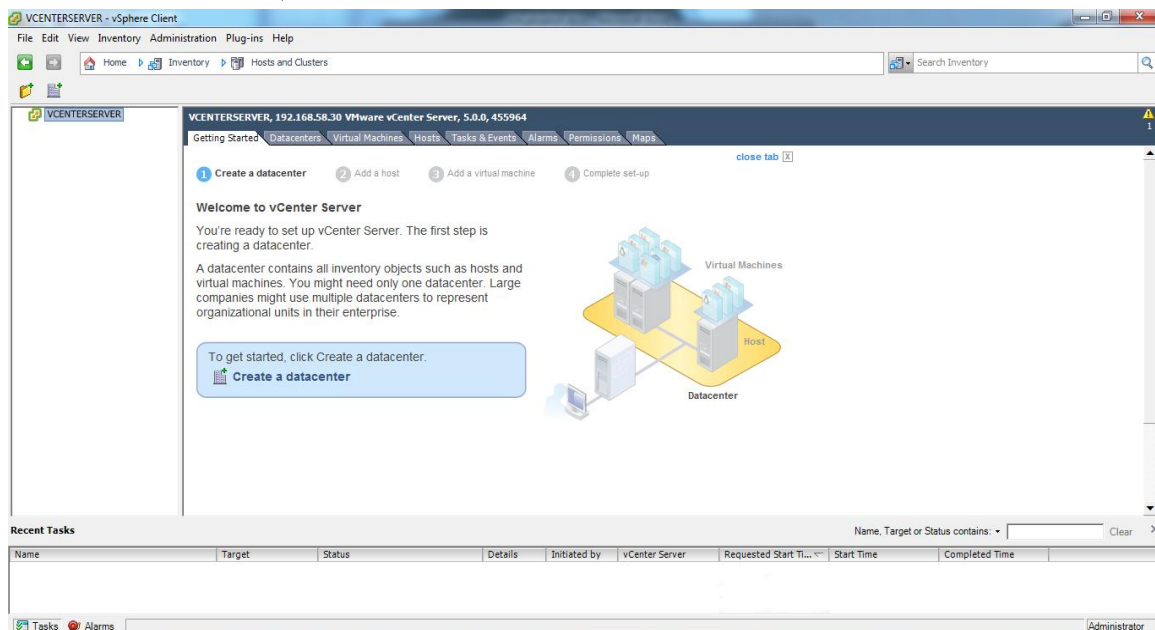 VCENTERSERVER - vSphere Client
File Edit View Inventory Administration Plug-ins Help
Home Inventory Hosts and Clusters Search Inventory
VCENTERSERVER
VCENTERSERVER, 192.168.58.30 VMware vCenter Server, 5.0.0, 455964
1
Getting Started Datacenters Virtual Machines Hosts Tasks & Events Alarms Permissions Maps
close tab X
1 Create a datacenter 2 Add a host 3 Add a virtual machine 4 Complete set-up
Welcome to vCenter Server
You're ready to set up vCenter Server. The first step is
creating a datacenter.
A datacenter contains all inventory objects such as hosts and
virtual machines. You might need only one datacenter. Large
companies might use multiple datacenters to represent
organizational units in their enterprise.
To get started, click Create a datacenter.
Create a datacenter
Virtual Machines
Host
Datacenter
Recent Tasks Name, Target or Status contains: Clear X
Name Target Status Details Initiated by vCenter Server Requested Start Ti... Start Time Completed Time
Tasks Alarms Administrator